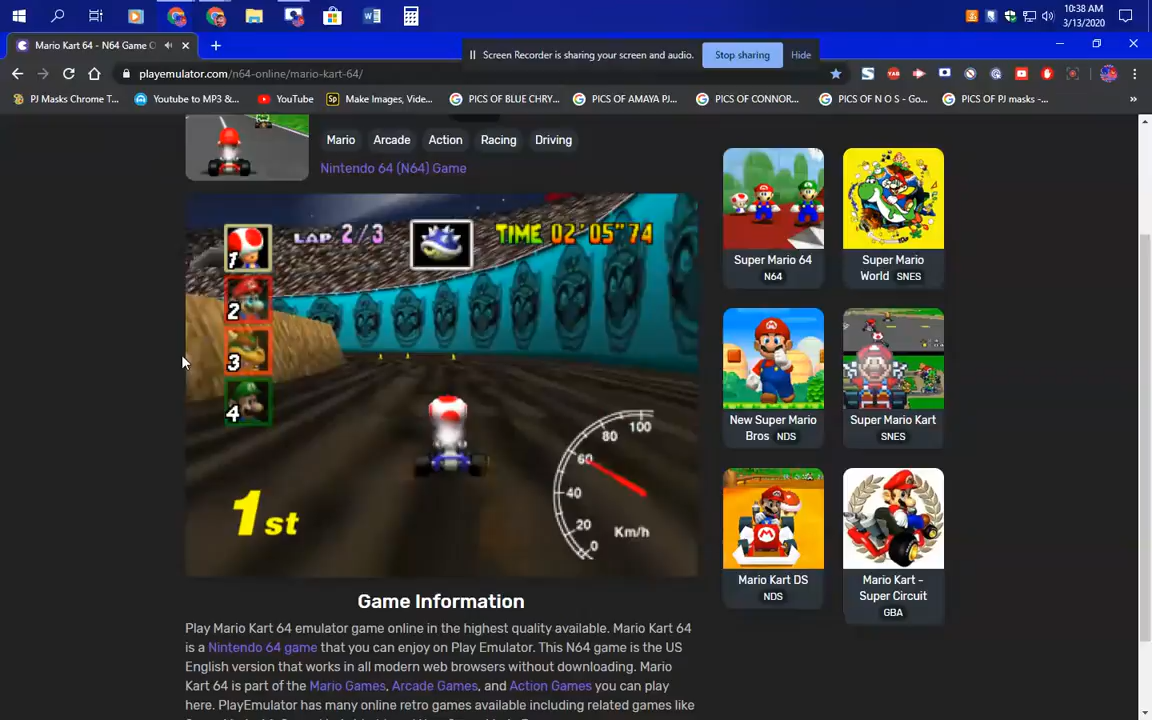 10:38 AM
3/13/2020
Mario Kart 64 - N64 Game O
Screen Recorder is sharing your screen and audio.
Stop sharing
Hide
playemulator.com/n64-online/mario-kart-64/
PJ Masks Chrome T...
Youtube to MP3 &...
YouTube
Make Images, Vide...
PICS OF BLUE CHRY...
PICS OF AMAYA PJ...
PICS OF CONNOR...
PICS OF N O S - Go...
PICS OF PJ masks -...
Mario
Arcade
Action
Racing
Driving
Nintendo 64 (N64) Game
LAP 2/3
TIME 02'05"74
1
2
3
4
1st
100
80
60
40
20
0
Km/h
Super Mario 64
N64
Super Mario
World SNES
New Super Mario
Bros NDS
Super Mario Kart
SNES
Mario Kart DS
NDS
Mario Kart -
Super Circuit
GBA
Game Information
Play Mario Kart 64 emulator game online in the highest quality available. Mario Kart 64
is a Nintendo 64 game that you can enjoy on Play Emulator. This N64 game is the US
English version that works in all modern web browsers without downloading. Mario
Kart 64 is part of the Mario Games, Arcade Games, and Action Games you can play
here. PlayEmulator has many online retro games available including related games like